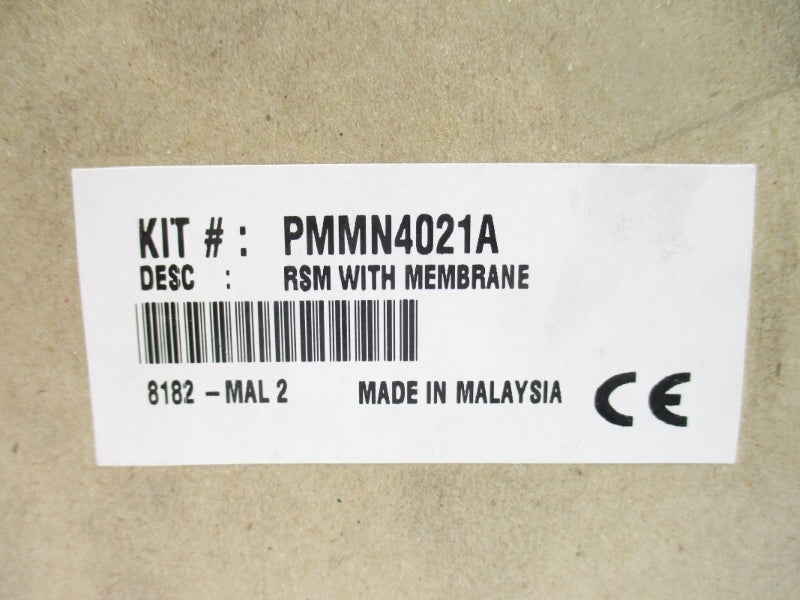 KIT # : PMMN4021A
DESC : RSM WITH MEMBRANE
8182 -MAL 2 MADE IN MALAYSIA CE